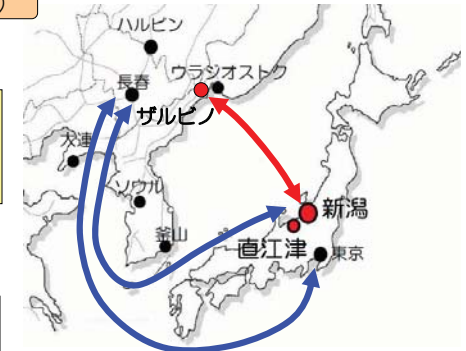 ハルビン
長春
ウラジオストク
ザルビノ
大連
ソウル
釜山
新潟
直江津
東京